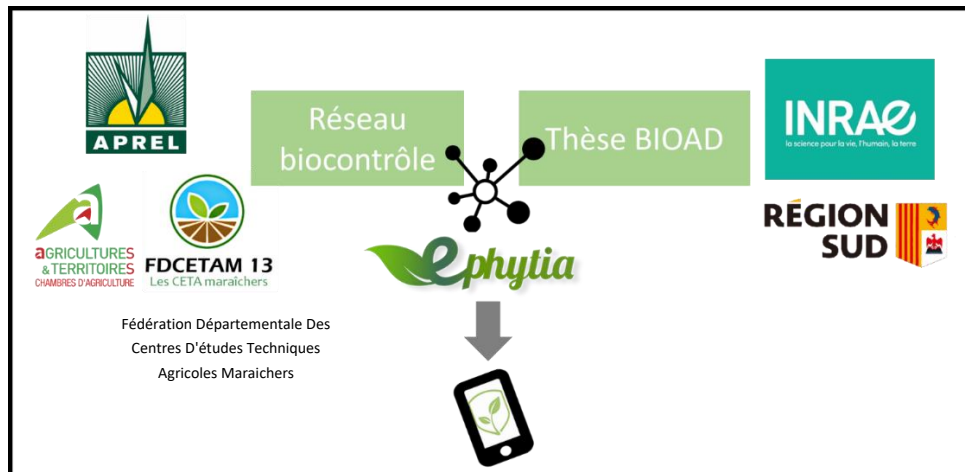 APREL
Réseau
biocontrôle
Thèse BIOAD
INRAE
la science pour la vie, l'humain, la terre
a
aGRICULTURES
& TERRITOIRES
CHAMBRES D'AGRICULTURE
FDCETAM 13
Les CETA maraîchers
ephytia
RÉGION
SUD
Fédération Départementale Des
Centres D'études Techniques
Agricoles Maraichers